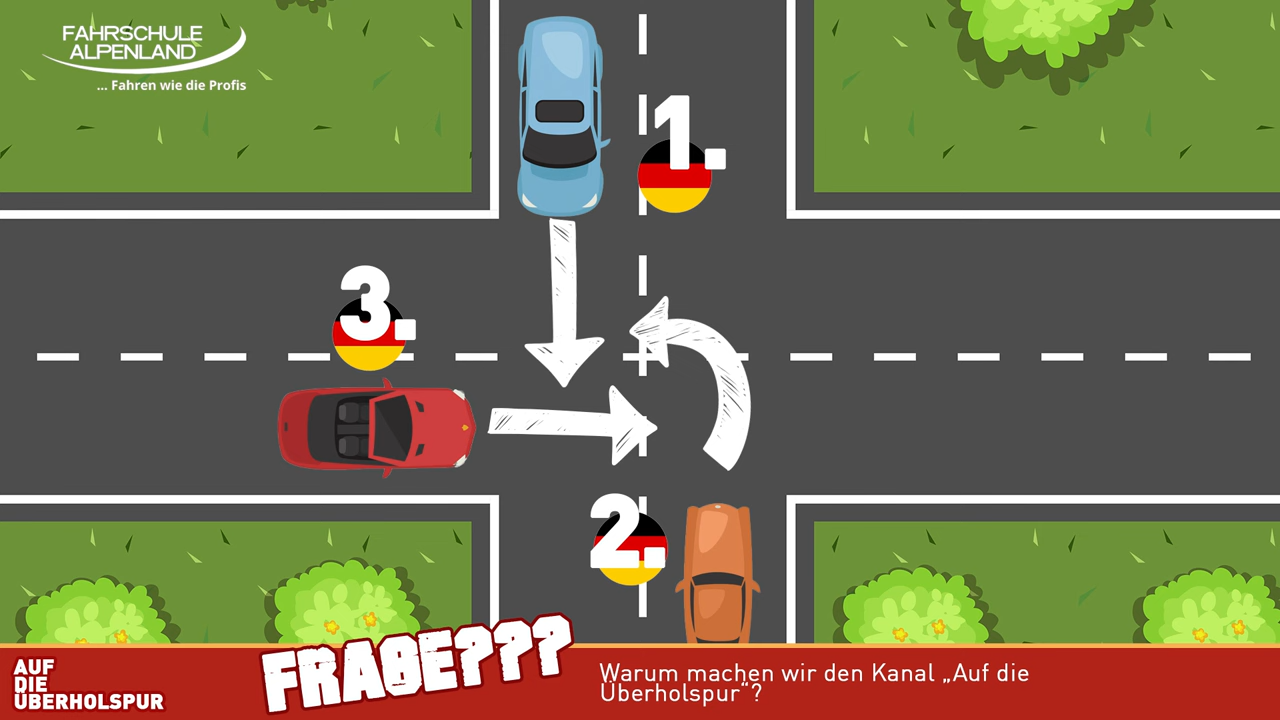 FAHRSCHULE
ALPENLAND
... Fahren wie die Profis
1.
3.
2.
AUF
DIE
ÜBERHOLSPUR
FRAGE???
Warum machen wir den Kanal „Auf die
Überholspur“?